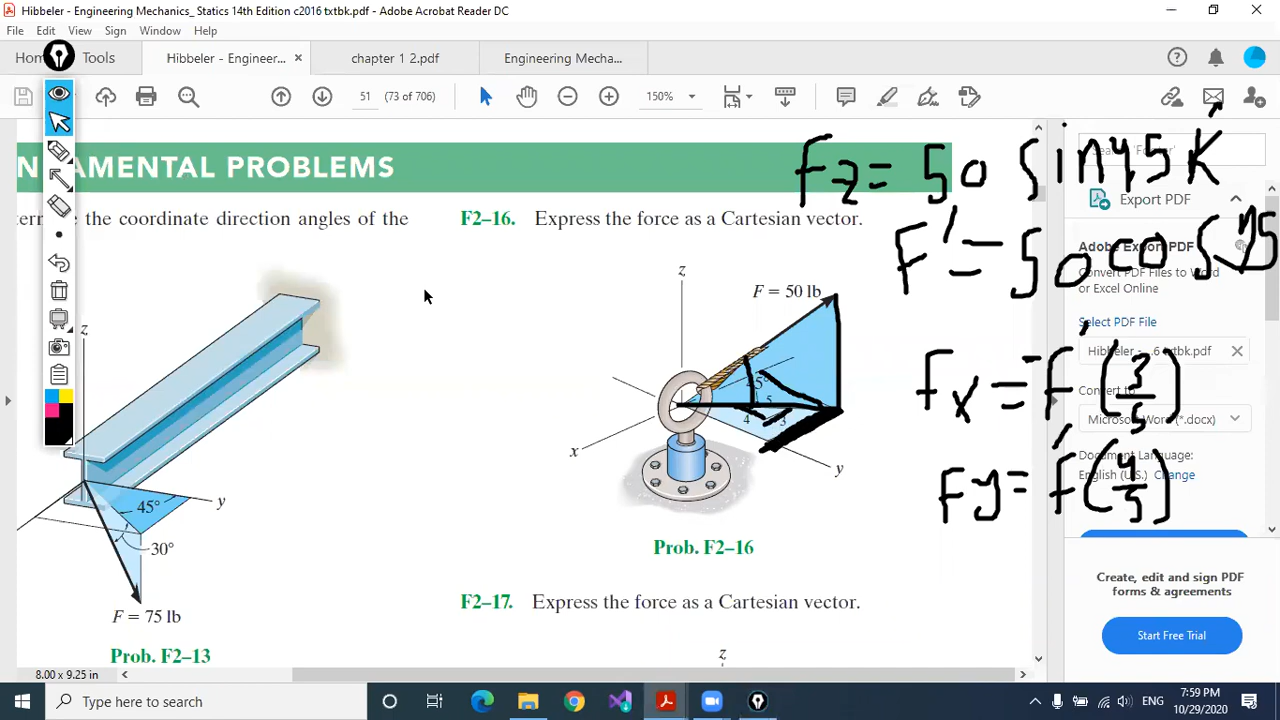 Hibbeler - Engineering Mechanics_ Statics 14th Edition c2016 txtbk.pdf - Adobe Acrobat Reader DC
File Edit View Sign Window Help
Hom Tools Hibbeler - Engineer... × chapter 1 2.pdf Engineering Mecha...
51 (73 of 706) 150%
NDAMENTAL PROBLEMS
termine the coordinate direction angles of the
z
45°
y
30°
F = 75 lb
Prob. F2–13
F2–16. Express the force as a Cartesian vector.
z
F = 50 lb
45°
5
4 3
x
y
Prob. F2–16
F2–17. Express the force as a Cartesian vector.
z
Fz = 50 sin45 K
F' = 50 cos 45
Fx = F' (3/5)
Fy = F' (4/5)
Export PDF
Adobe Export PDF
Convert PDF Files to Word
or Excel Online
Select PDF File
Hibbeler - ...6 txtbk.pdf ×
Convert to
Microsoft Word (*.docx)
Document Language:
English (U.S.) Change
Create, edit and sign PDF
forms & agreements
Start Free Trial
8.00 x 9.25 in
Type here to search
ENG
7:59 PM
10/29/2020